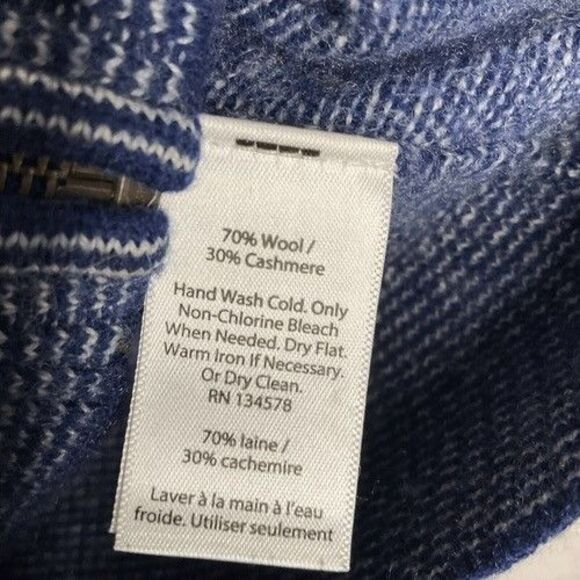 70% Wool /
30% Cashmere
Hand Wash Cold. Only
Non-Chlorine Bleach
When Needed. Dry Flat.
Warm Iron If Necessary.
Or Dry Clean.
RN 134578
70% laine /
30% cachemire
Laver à la main à l'eau
froide. Utiliser seulement